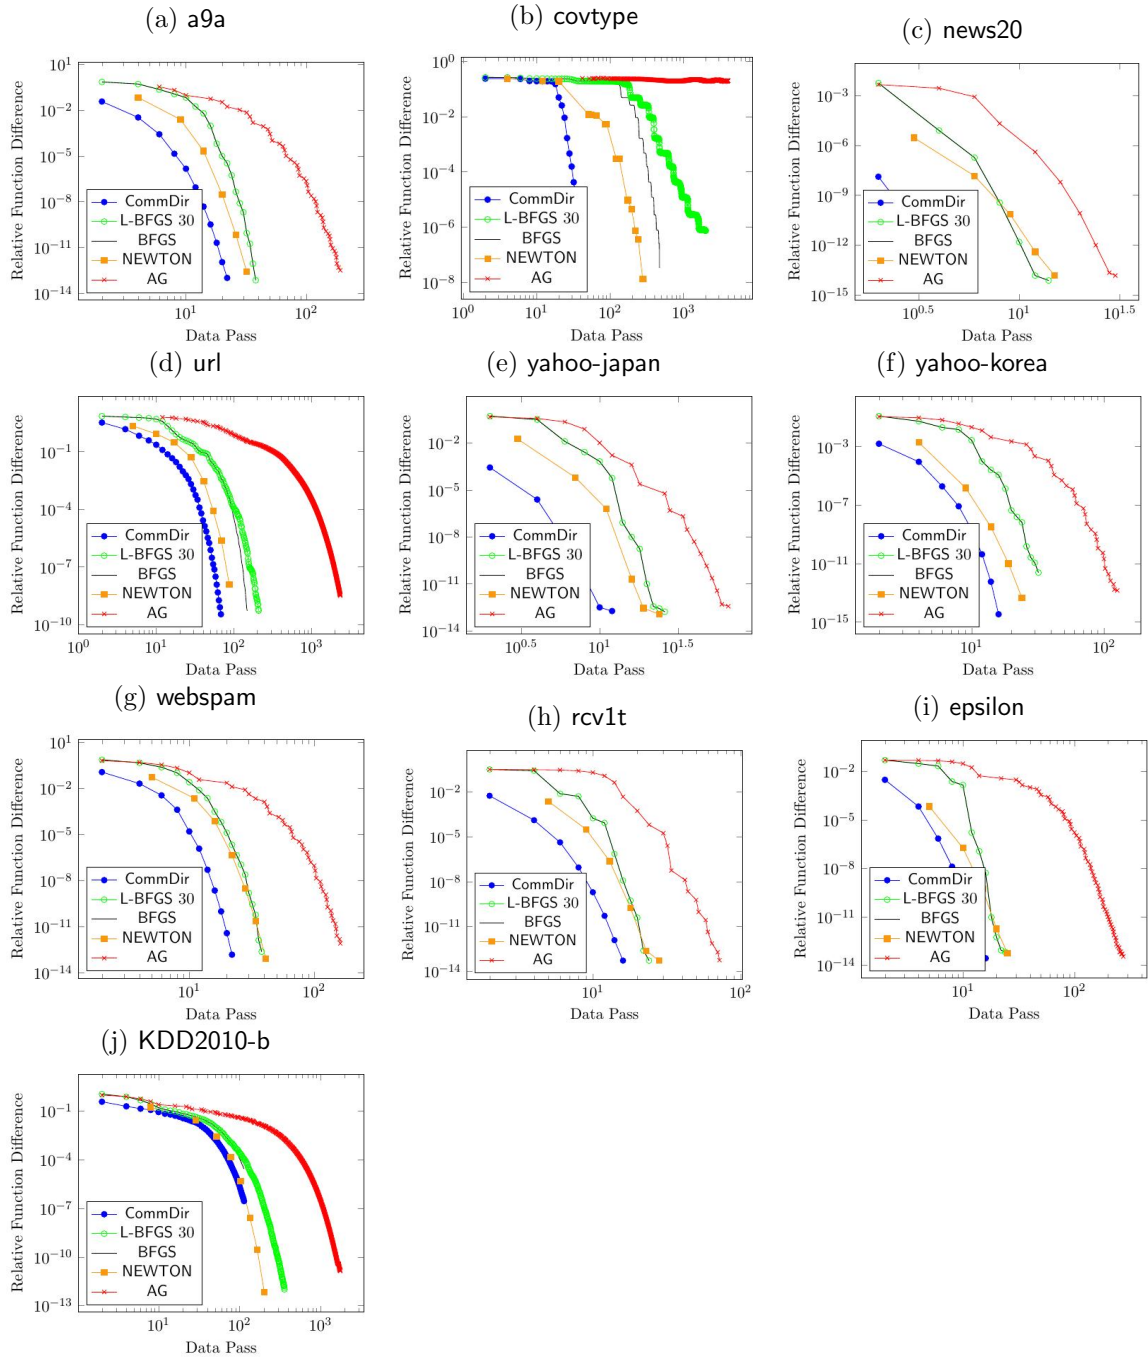 (a) a9a
10^1
10^-2
10^-5
10^-8
10^-11
10^-14
Relative Function Difference
CommDir
L-BFGS 30
BFGS
NEWTON
AG
10^1
10^2
Data Pass
(b) covtype
10^0
10^-2
10^-4
10^-6
10^-8
Relative Function Difference
CommDir
L-BFGS 30
BFGS
NEWTON
AG
10^0
10^1
10^2
10^3
Data Pass
(c) news20
10^-3
10^-6
10^-9
10^-12
10^-15
Relative Function Difference
CommDir
L-BFGS 30
BFGS
NEWTON
AG
10^0.5
10^1
10^1.5
Data Pass
(d) url
10^-1
10^-4
10^-7
10^-10
Relative Function Difference
CommDir
L-BFGS 30
BFGS
NEWTON
AG
10^0
10^1
10^2
10^3
Data Pass
(e) yahoo-japan
10^-2
10^-5
10^-8
10^-11
10^-14
Relative Function Difference
CommDir
L-BFGS 30
BFGS
NEWTON
AG
10^0.5
10^1
10^1.5
Data Pass
(f) yahoo-korea
10^-3
10^-7
10^-11
10^-15
Relative Function Difference
CommDir
L-BFGS 30
BFGS
NEWTON
AG
10^1
10^2
Data Pass
(g) webspam
10^1
10^-2
10^-5
10^-8
10^-11
10^-14
Relative Function Difference
CommDir
L-BFGS 30
BFGS
NEWTON
AG
10^1
10^2
Data Pass
(h) rcv1t
10^-2
10^-5
10^-8
10^-11
10^-14
Relative Function Difference
CommDir
L-BFGS 30
BFGS
NEWTON
AG
10^1
10^2
Data Pass
(i) epsilon
10^-2
10^-5
10^-8
10^-11
10^-14
Relative Function Difference
CommDir
L-BFGS 30
BFGS
NEWTON
AG
10^1
10^2
Data Pass
(j) KDD2010-b
10^-1
10^-4
10^-7
10^-10
10^-13
Relative Function Difference
CommDir
L-BFGS 30
BFGS
NEWTON
AG
10^1
10^2
10^3
Data Pass